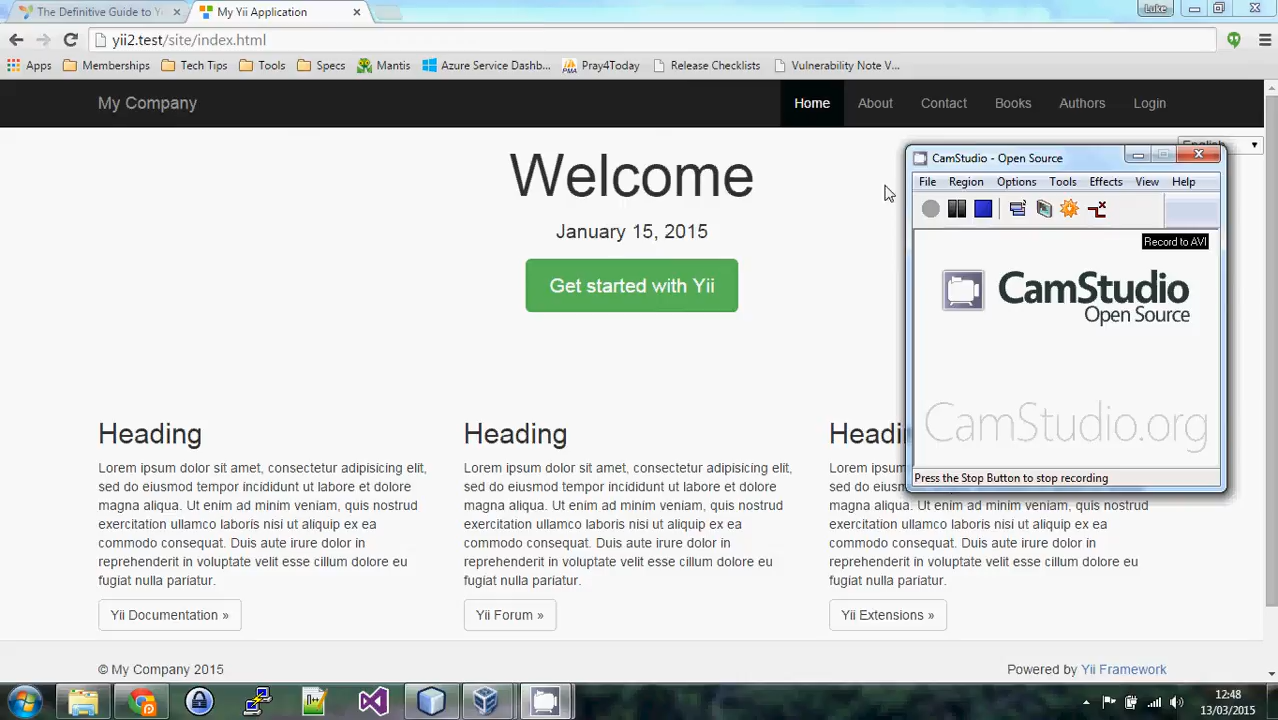 The Definitive Guide to Y
My Yii Application
Luke
yii2.test/site/index.html
Apps
Memberships
Tech Tips
Tools
Specs
Mantis
Azure Service Dashb...
Pray4Today
Release Checklists
Vulnerability Note V...
My Company
Home
About
Contact
Books
Authors
Login
English
Welcome
January 15, 2015
Get started with Yii
CamStudio - Open Source
File Region Options Tools Effects View Help
Record to AVI
CamStudio
Open Source
CamStudio.org
Press the Stop Button to stop recording
Heading
Lorem ipsum dolor sit amet, consectetur adipisicing elit,
sed do eiusmod tempor incididunt ut labore et dolore
magna aliqua. Ut enim ad minim veniam, quis nostrud
exercitation ullamco laboris nisi ut aliquip ex ea
commodo consequat. Duis aute irure dolor in
reprehenderit in voluptate velit esse cillum dolore eu
fugiat nulla pariatur.
Yii Documentation »
Heading
Lorem ipsum dolor sit amet, consectetur adipisicing elit,
sed do eiusmod tempor incididunt ut labore et dolore
magna aliqua. Ut enim ad minim veniam, quis nostrud
exercitation ullamco laboris nisi ut aliquip ex ea
commodo consequat. Duis aute irure dolor in
reprehenderit in voluptate velit esse cillum dolore eu
fugiat nulla pariatur.
Yii Forum »
Headi
Lorem ips
sed do eiu
magna aliqua. Ut enim ad minim veniam, quis nostrud
exercitation ullamco laboris nisi ut aliquip ex ea
commodo consequat. Duis aute irure dolor in
reprehenderit in voluptate velit esse cillum dolore eu
fugiat nulla pariatur.
Yii Extensions »
© My Company 2015
Powered by Yii Framework
12:48
13/03/2015